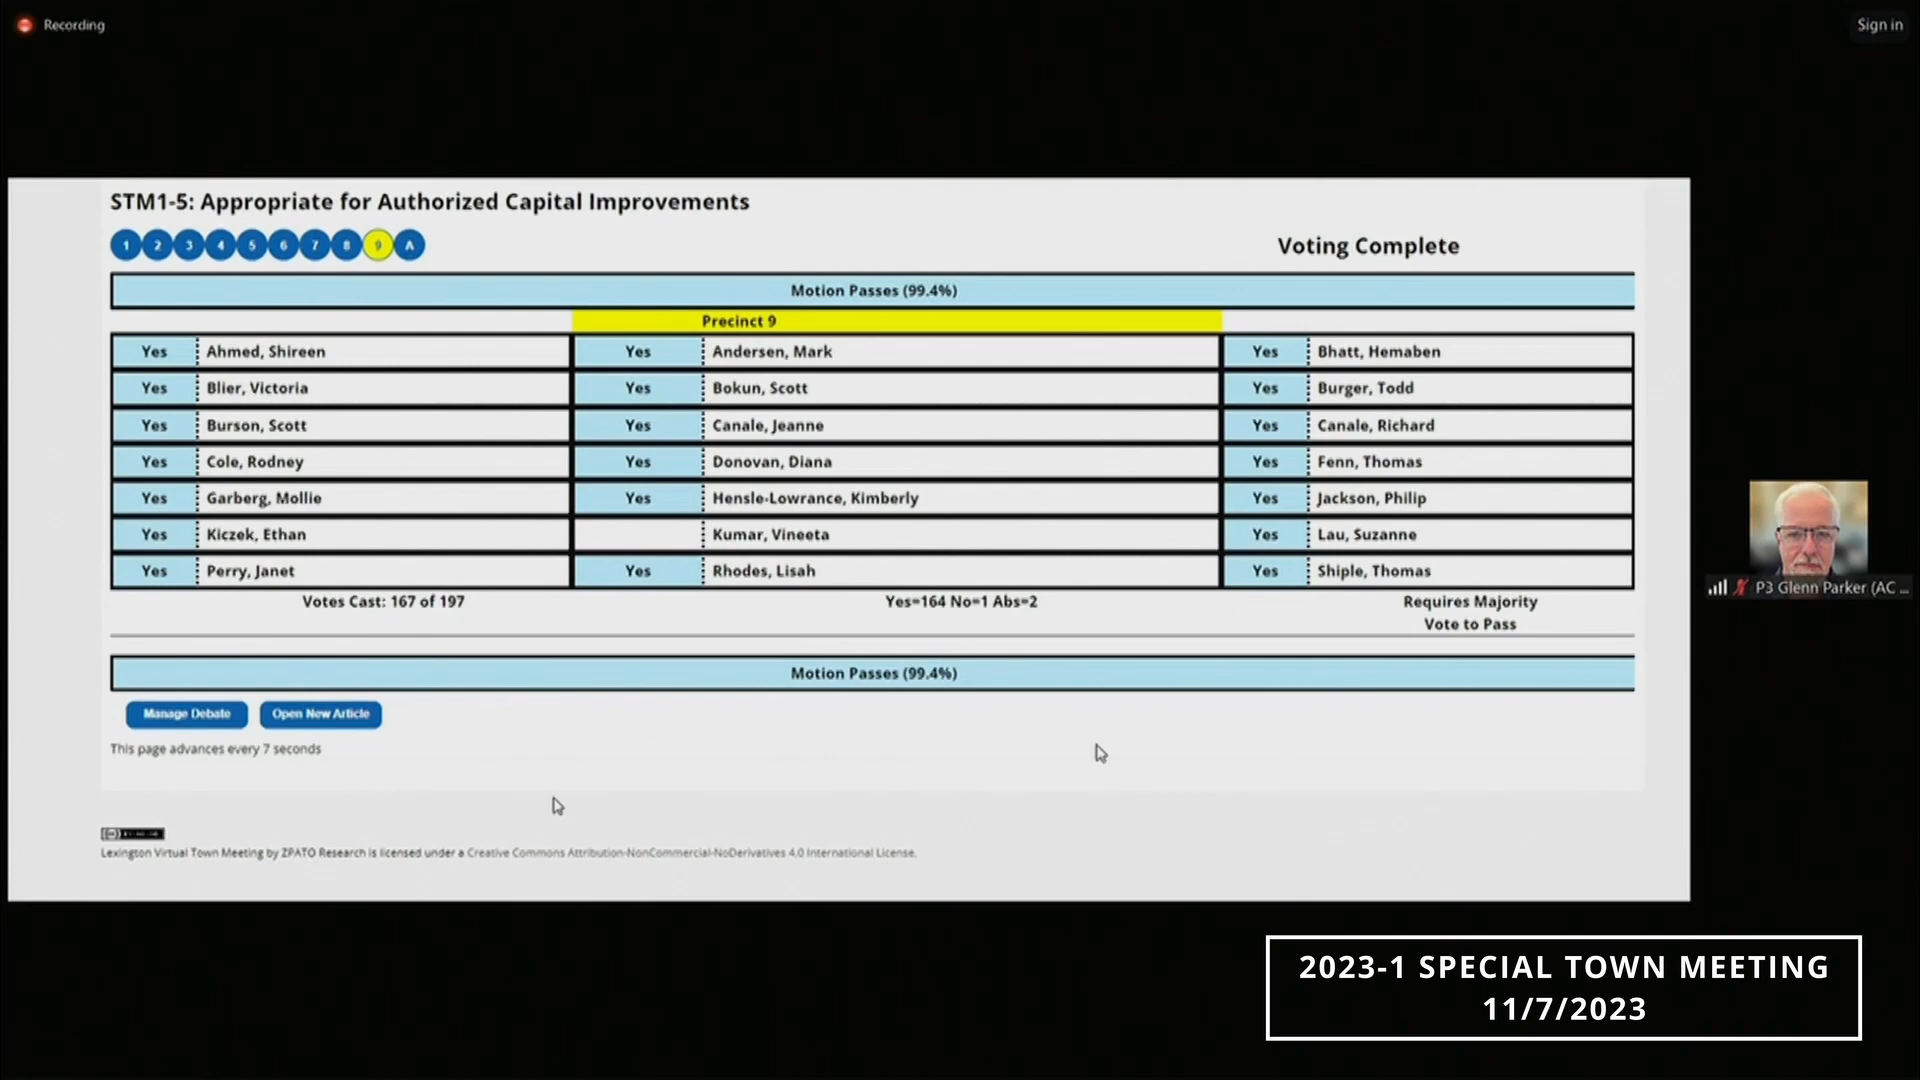 Recording
Sign in
STM1-5: Appropriate for Authorized Capital Improvements
1 2 3 4 5 6 7 8 9 A
Voting Complete
Motion Passes (99.4%)
Precinct 9
Yes Ahmed, Shireen Yes Andersen, Mark Yes Bhatt, Hemaben
Yes Blier, Victoria Yes Bokun, Scott Yes Burger, Todd
Yes Burson, Scott Yes Canale, Jeanne Yes Canale, Richard
Yes Cole, Rodney Yes Donovan, Diana Yes Fenn, Thomas
Yes Garberg, Mollie Yes Hensle-Lowrance, Kimberly Yes Jackson, Philip
Yes Kiczek, Ethan Kumar, Vineeta Yes Lau, Suzanne
Yes Perry, Janet Yes Rhodes, Lisah Yes Shiple, Thomas
Votes Cast: 167 of 197 Yes=164 No=1 Abs=2 Requires Majority
Vote to Pass
Motion Passes (99.4%)
Manage Debate Open New Article
This page advances every 7 seconds
Lexington Virtual Town Meeting by ZPATO Research is licensed under a Creative Commons Attribution-NonCommercial-NoDerivatives 4.0 International License.
P3 Glenn Parker (AC ...
2023-1 SPECIAL TOWN MEETING
11/7/2023